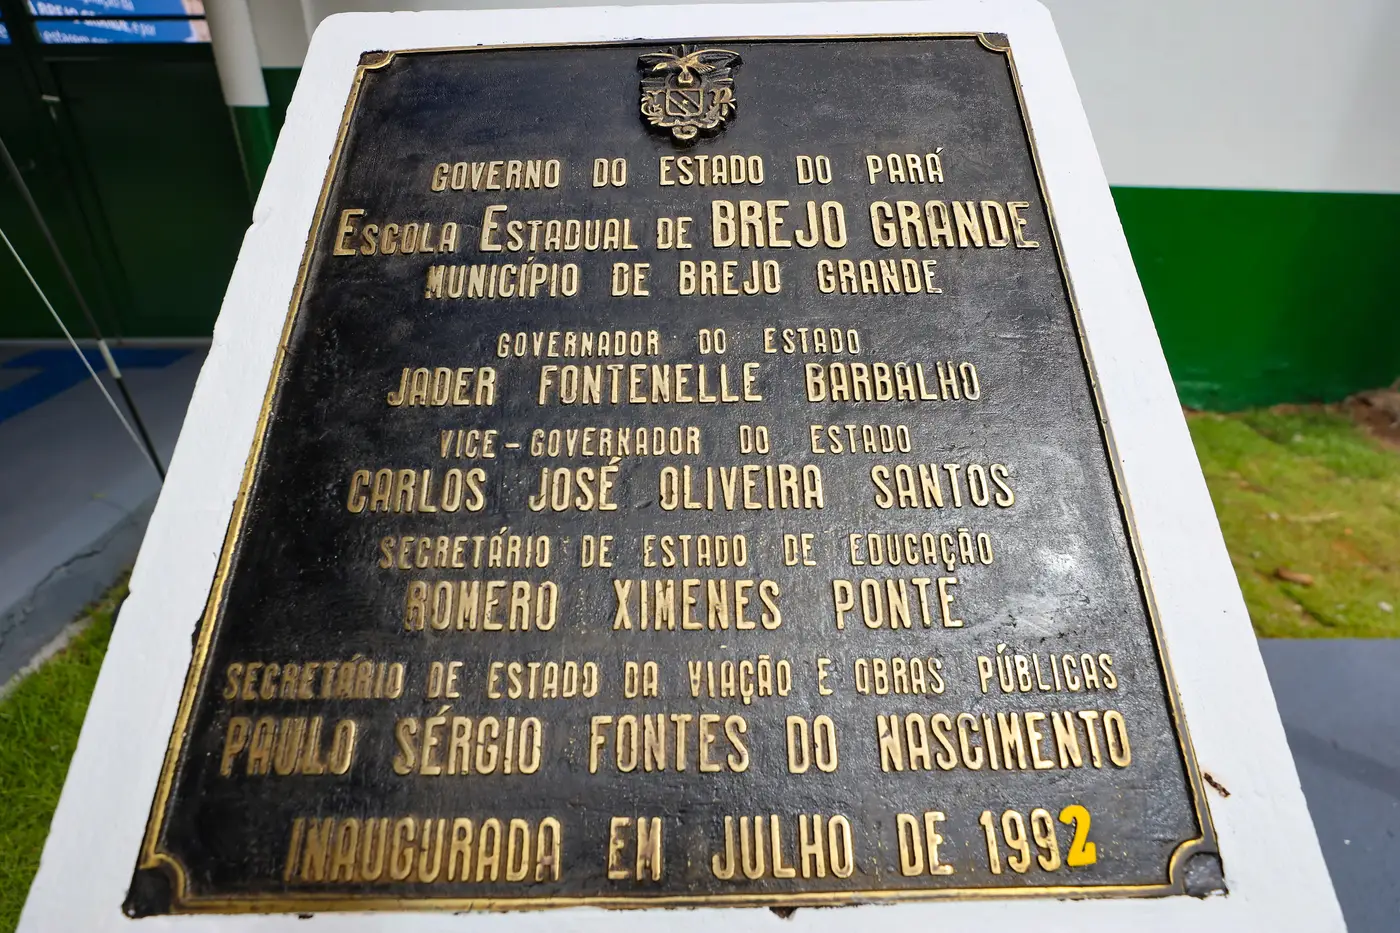 GOVERNO DO ESTADO DO PARÁ
ESCOLA ESTADUAL DE BREJO GRANDE
MUNICÍPIO DE BREJO GRANDE
GOVERNADOR DO ESTADO
JADER FONTENELLE BARBALHO
VICE-GOVERNADOR DO ESTADO
CARLOS JOSÉ OLIVEIRA SANTOS
SECRETÁRIO DE ESTADO DE EDUCAÇÃO
ROMERO XIMENES PONTE
SECRETÁRIO DE ESTADO DA VIAÇÃO E OBRAS PÚBLICAS
PAULO SÉRGIO FONTES DO NASCIMENTO
INAUGURADA EM JULHO DE 1992